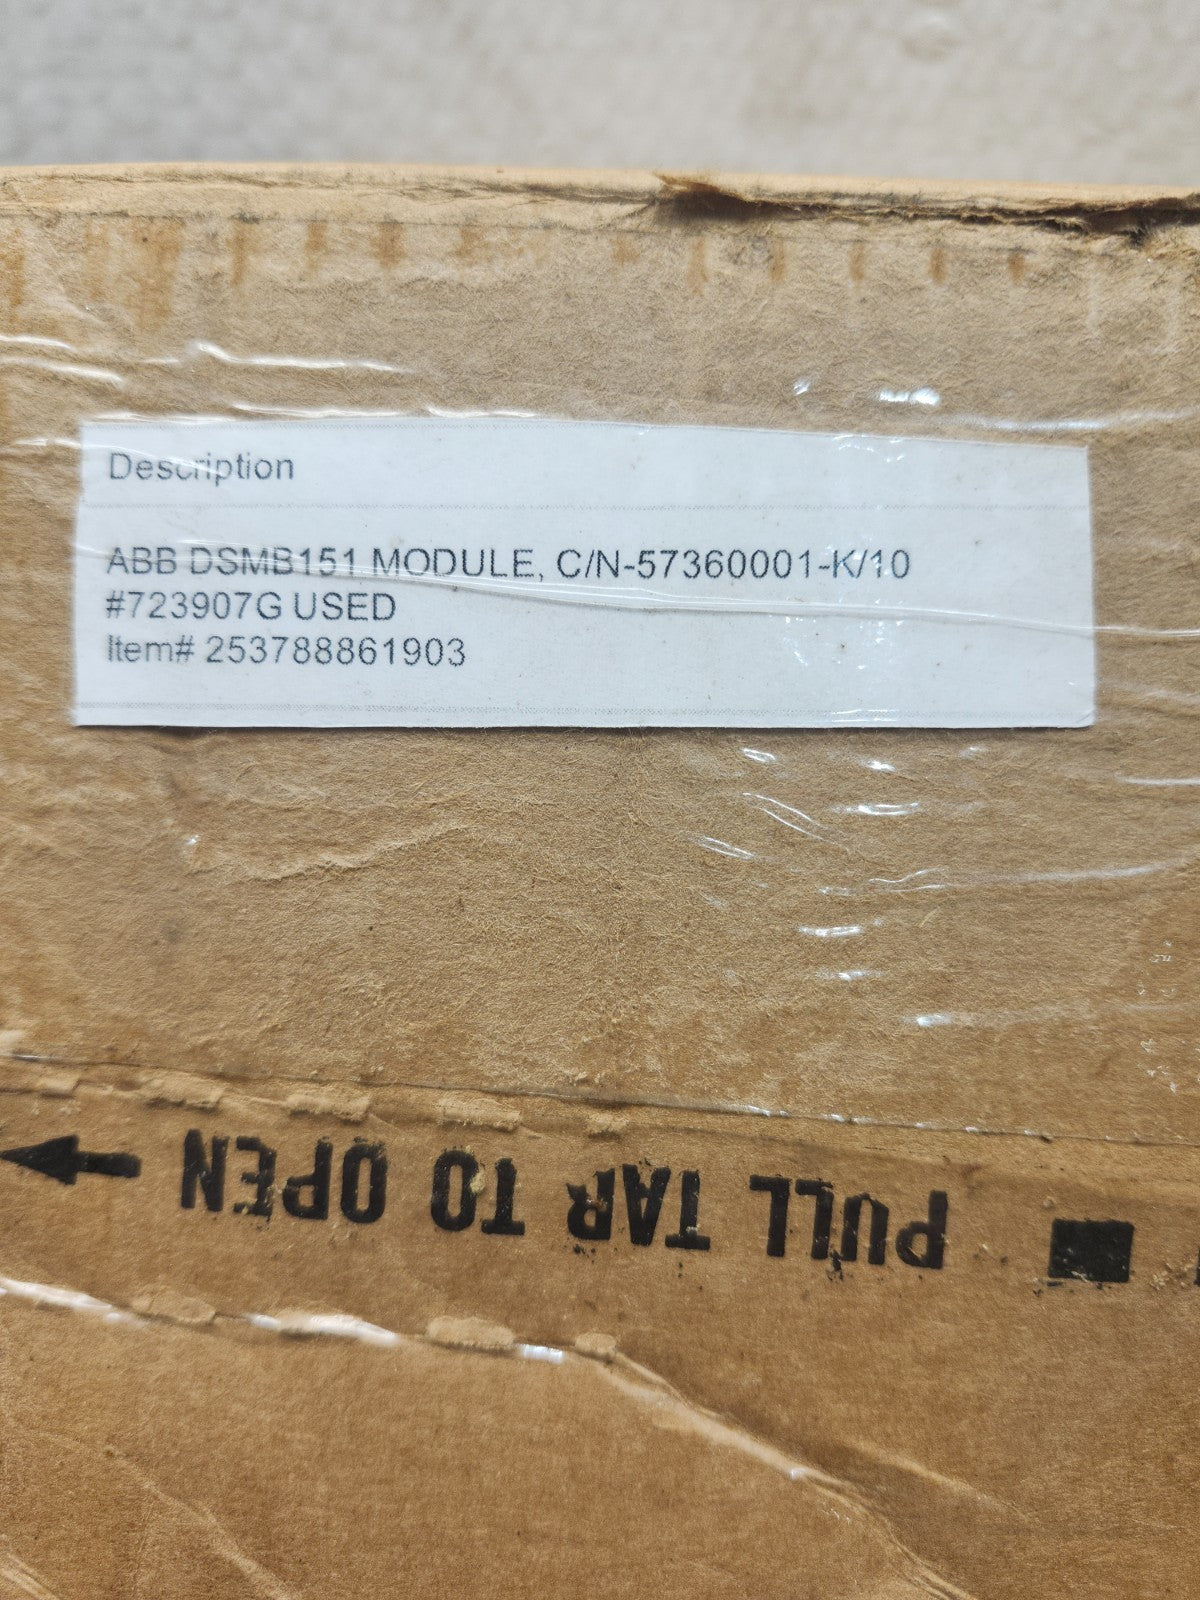 Description
ABB DSMB151 MODULE, C/N-57360001-K/10
#723907G USED
Item# 253788861903
PULL TAR TO OPEN